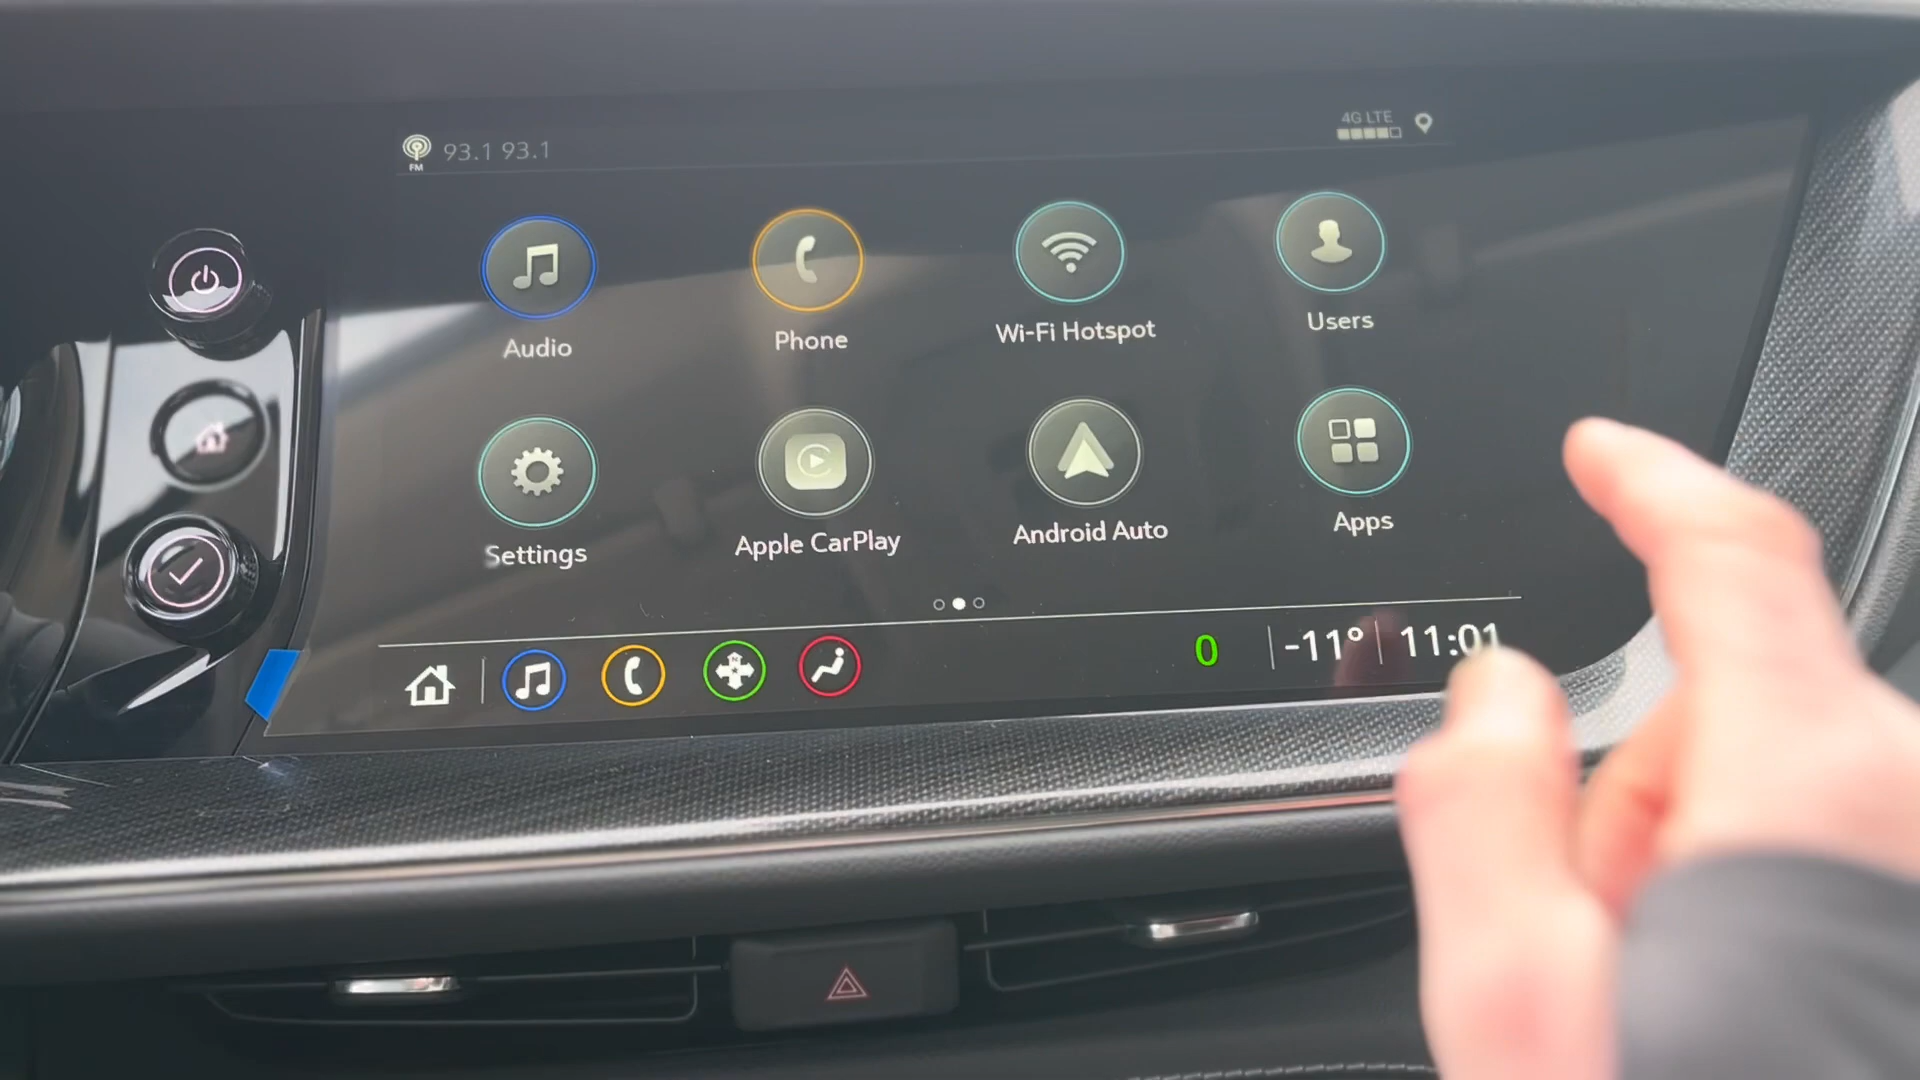 93.1 93.1
FM
4G LTE
Audio
Phone
Wi-Fi Hotspot
Users
Settings
Apple CarPlay
Android Auto
Apps
N
0
-11°
11:01